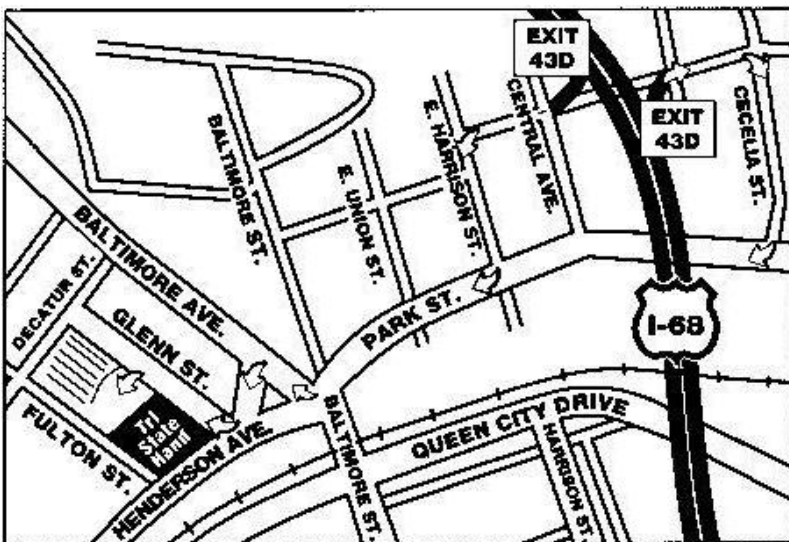 EXIT
43D
EXIT
43D
CECELIA ST.
CENTRAL AVE.
E. HARRISON ST.
BALTIMORE ST.
E. UNION ST.
BALTIMORE AVE.
DECATUR ST.
GLENN ST.
PARK ST.
I-68
Tri
State
Hand
FULTON ST.
HENDERSON AVE.
BALTIMORE ST.
QUEEN CITY DRIVE
HARRISON ST.